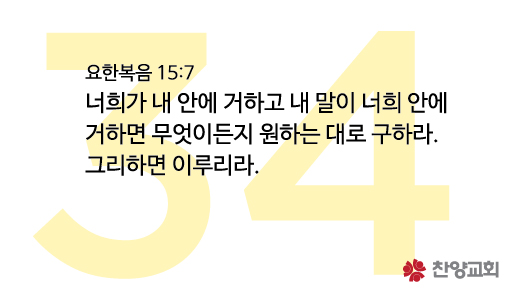 34
요한복음 15:7
너희가 내 안에 거하고 내 말이 너희 안에
거하면 무엇이든지 원하는 대로 구하라.
그리하면 이루리라.
찬양교회